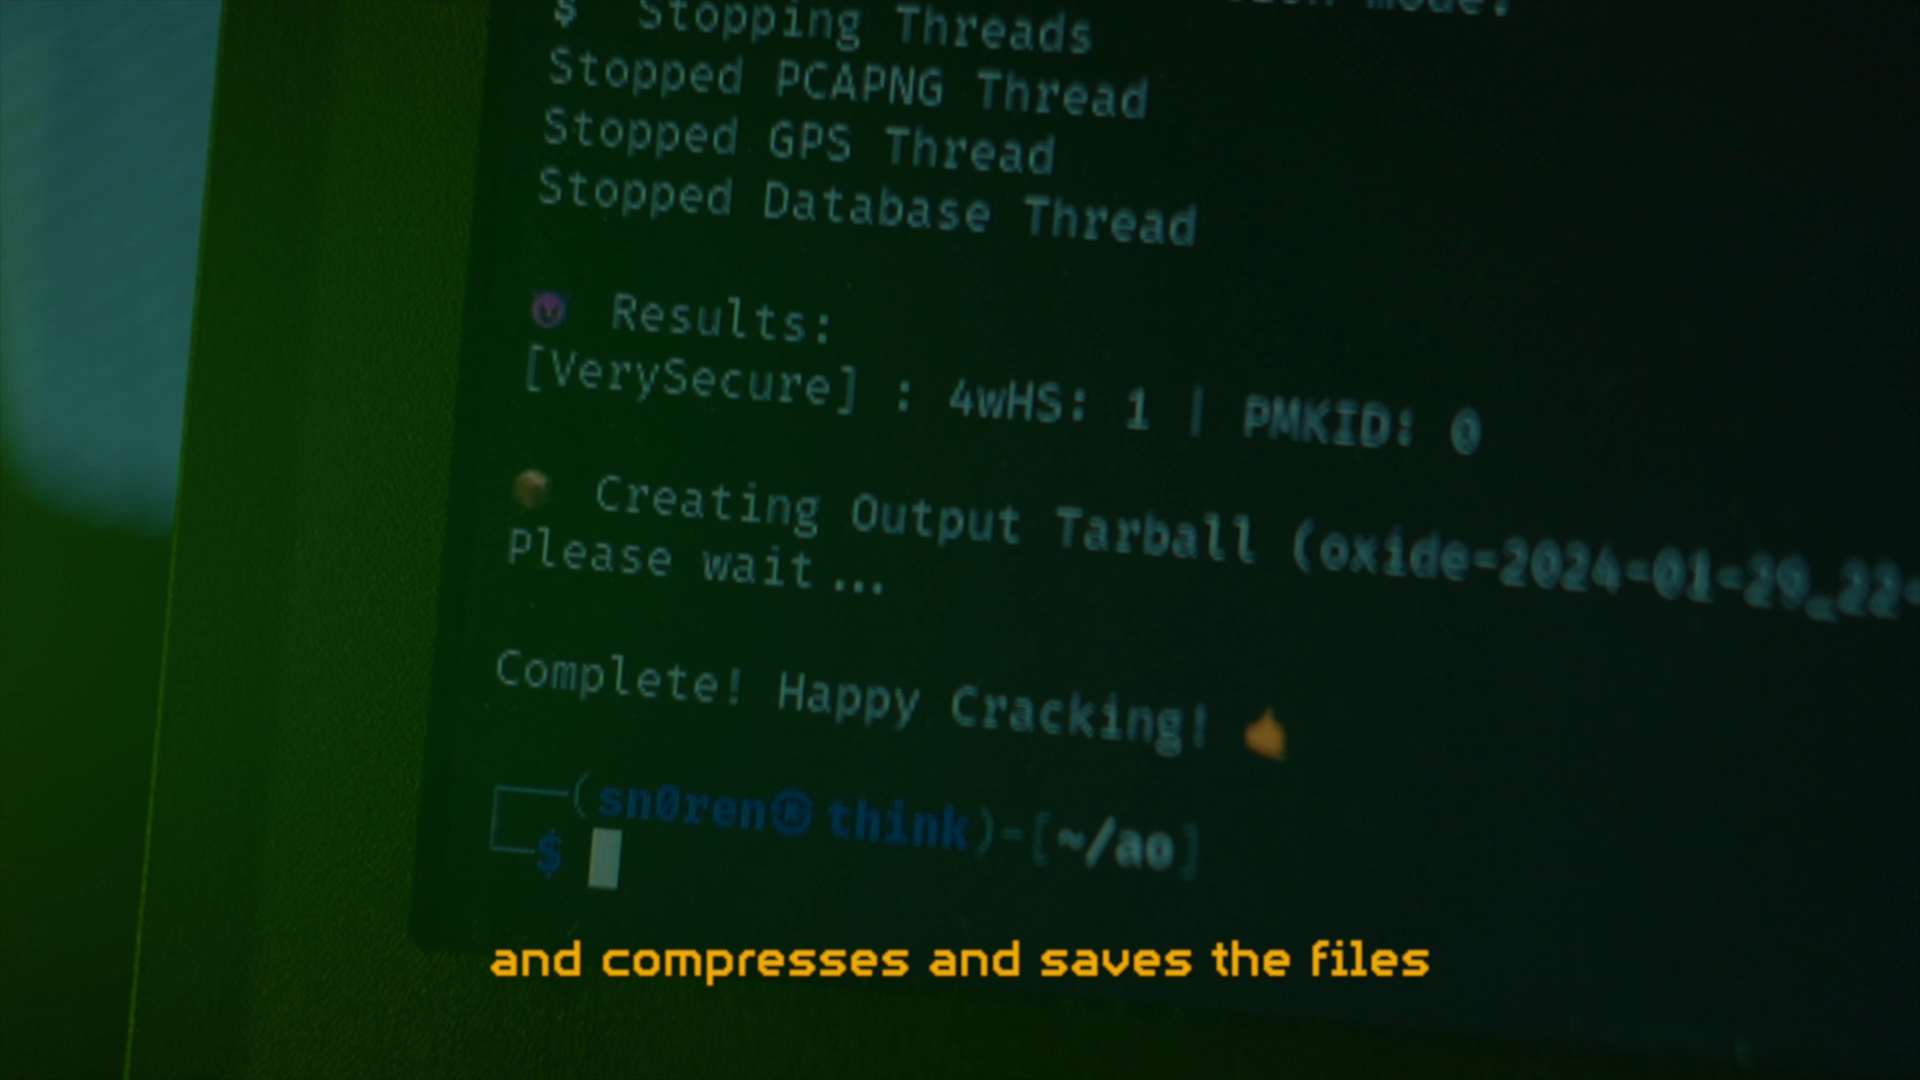 $ Stopping Threads
Stopped PCAPNG Thread
Stopped GPS Thread
Stopped Database Thread
😈 Results:
[VerySecure] : 4wHS: 1 | PMKID: 0
📦 Creating Output Tarball (oxide-2024-01-29_22-
Please wait...
Complete! Happy Cracking! 🤙
┌──(sn0ren㉿think)-[~/ao]
└─$
and compresses and saves the files